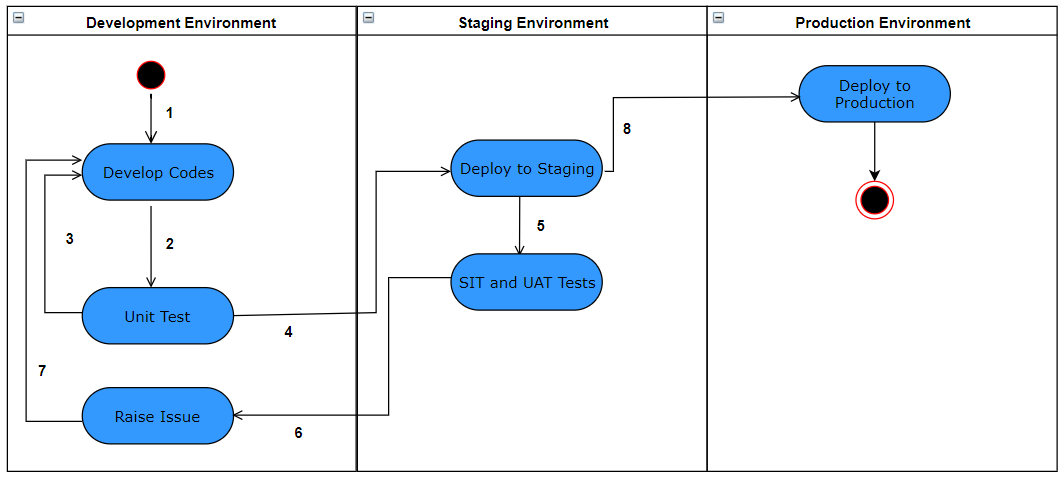 Development Environment
Staging Environment
Production Environment
1
Develop Codes
2
3
Unit Test
4
7
Raise Issue
6
Deploy to Staging
5
SIT and UAT Tests
8
Deploy to
Production